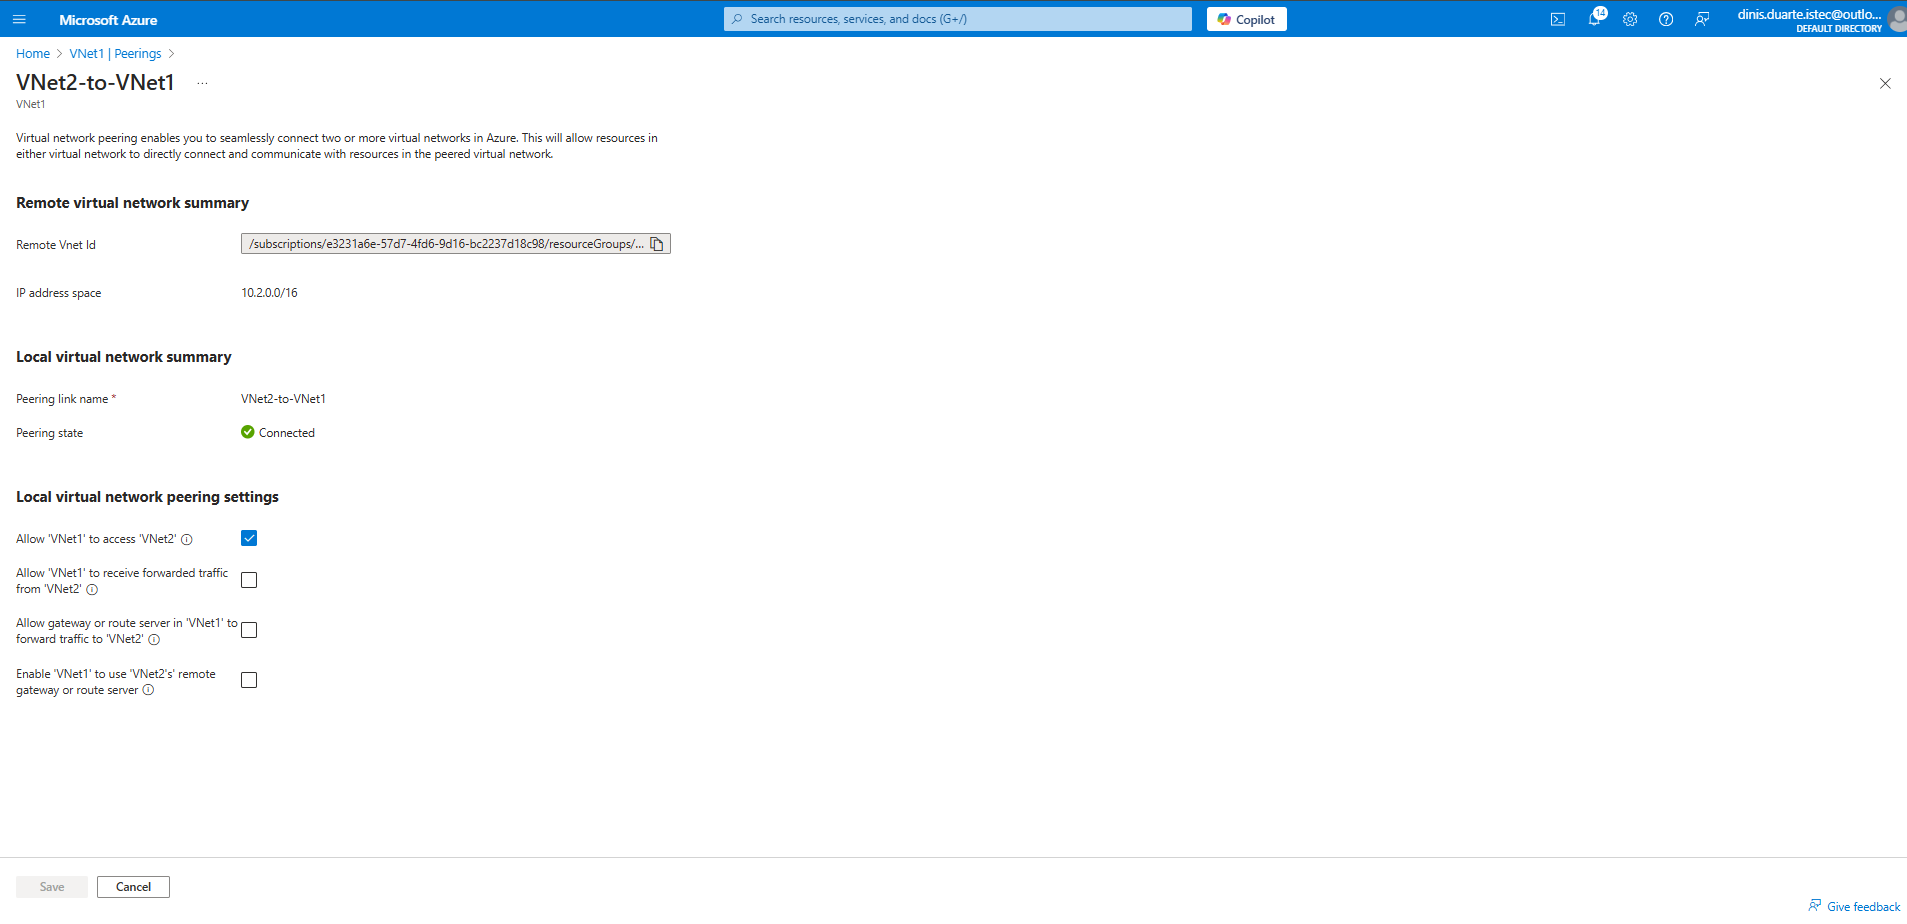 Microsoft Azure
Search resources, services, and docs (G+/)
Copilot
14
dinis.duarte.istec@outlo...
DEFAULT DIRECTORY
Home > VNet1 | Peerings >
VNet2-to-VNet1 ...
VNet1
Virtual network peering enables you to seamlessly connect two or more virtual networks in Azure. This will allow resources in
either virtual network to directly connect and communicate with resources in the peered virtual network.
Remote virtual network summary
Remote Vnet Id
/subscriptions/e3231a6e-57d7-4fd6-9d16-bc2237d18c98/resourceGroups/...
IP address space
10.2.0.0/16
Local virtual network summary
Peering link name *
VNet2-to-VNet1
Peering state
Connected
Local virtual network peering settings
Allow 'VNet1' to access 'VNet2'
Allow 'VNet1' to receive forwarded traffic
from 'VNet2'
Allow gateway or route server in 'VNet1' to
forward traffic to 'VNet2'
Enable 'VNet1' to use 'VNet2's' remote
gateway or route server
Save
Cancel
Give feedback